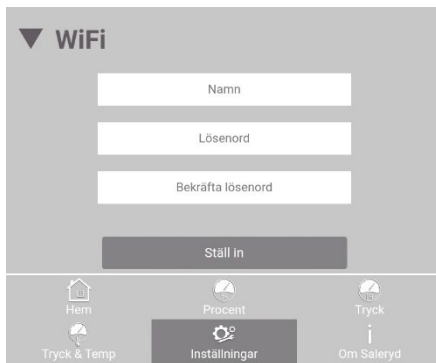 WiFi
Namn
Lösenord
Bekräfta lösenord
Ställ in
Hem
Procent
Tryck
Tryck & Temp
Inställningar
Om Saleryd